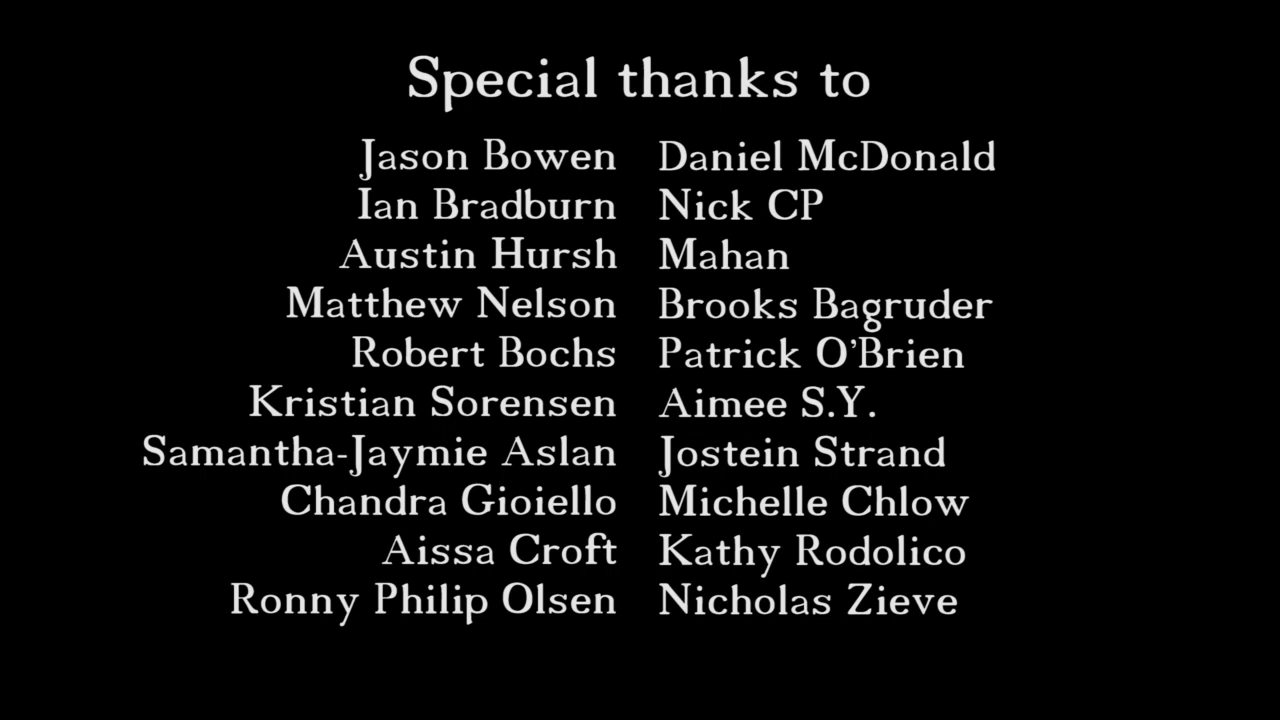 Special thanks to
Jason Bowen Daniel McDonald
Ian Bradburn Nick CP
Austin Hursh Mahan
Matthew Nelson Brooks Bagruder
Robert Bochs Patrick O'Brien
Kristian Sorensen Aimee S.Y.
Samantha-Jaymie Aslan Jostein Strand
Chandra Gioiello Michelle Chlow
Aissa Croft Kathy Rodolico
Ronny Philip Olsen Nicholas Zieve